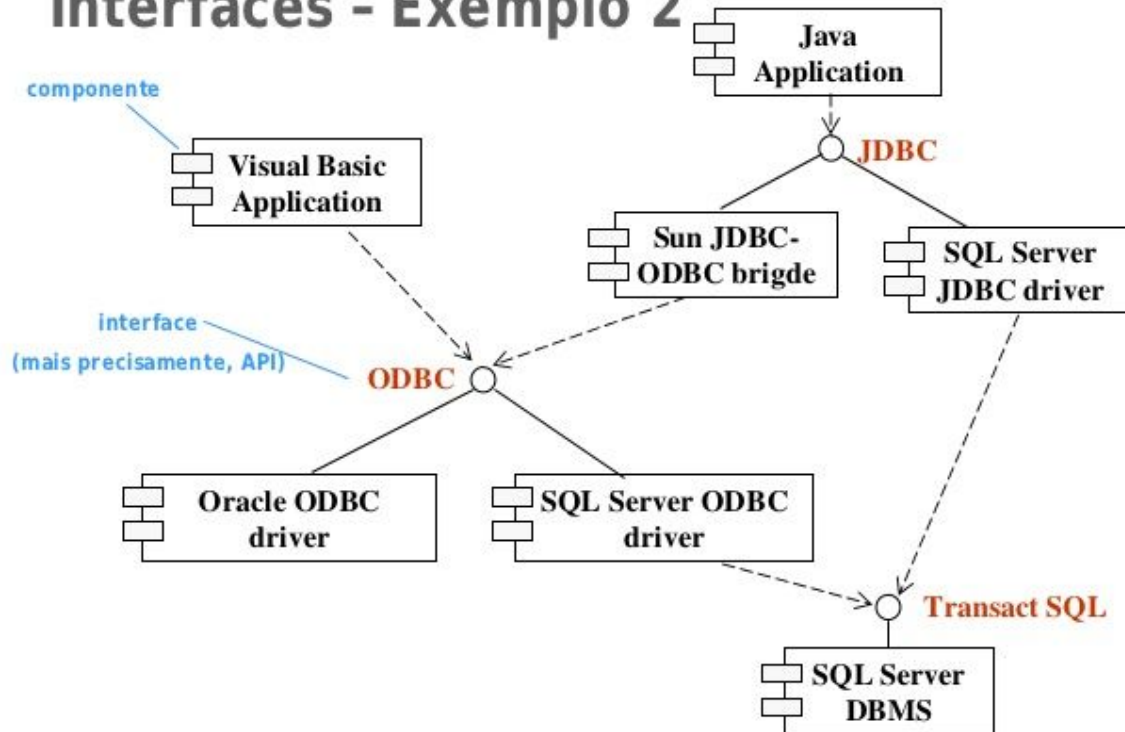 Interfaces – Exemplo 2
Java
Application
componente
JDBC
Visual Basic
Application
Sun JDBC-
ODBC brigde
SQL Server
JDBC driver
interface
(mais precisamente, API)
ODBC
Oracle ODBC
driver
SQL Server ODBC
driver
Transact SQL
SQL Server
DBMS